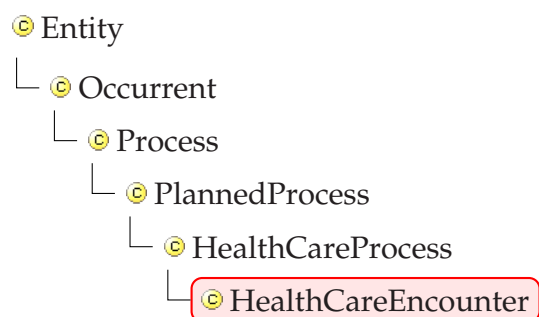 C Entity
C Occurrent
C Process
C PlannedProcess
C HealthCareProcess
C HealthCareEncounter